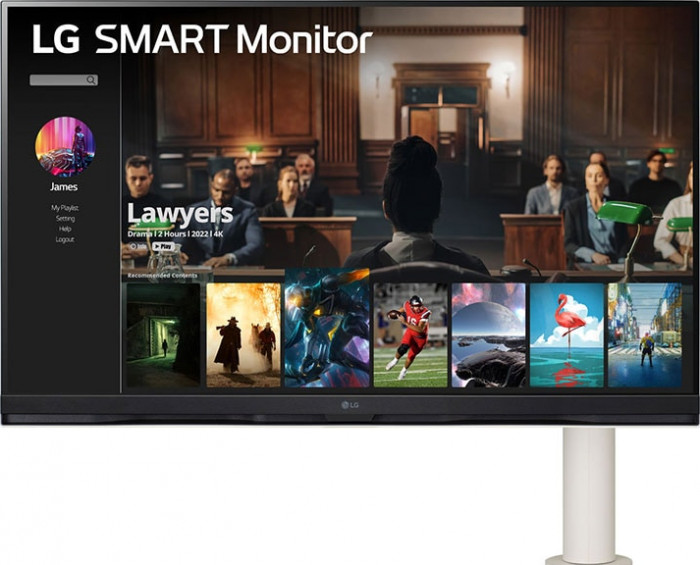 LG SMART Monitor
James
My Playlist
Setting
Help
Logout
Lawyers
Drama | 2 Hours | 2022 | 4K
Play
Recommended Contents
16
LG